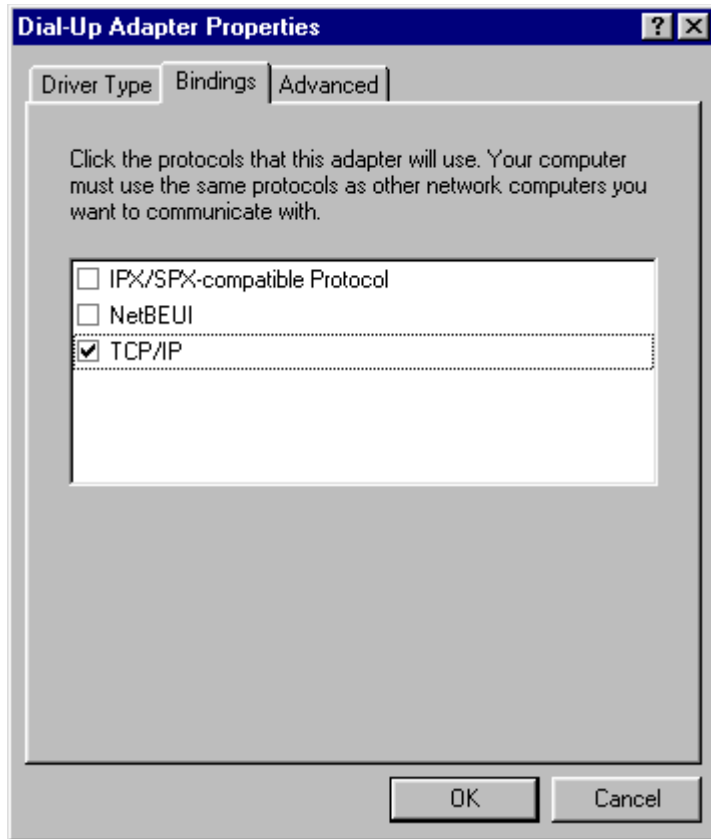 Dial-Up Adapter Properties
Driver Type Bindings Advanced
Click the protocols that this adapter will use. Your computer
must use the same protocols as other network computers you
want to communicate with.
IPX/SPX-compatible Protocol
NetBEUI
TCP/IP
OK Cancel